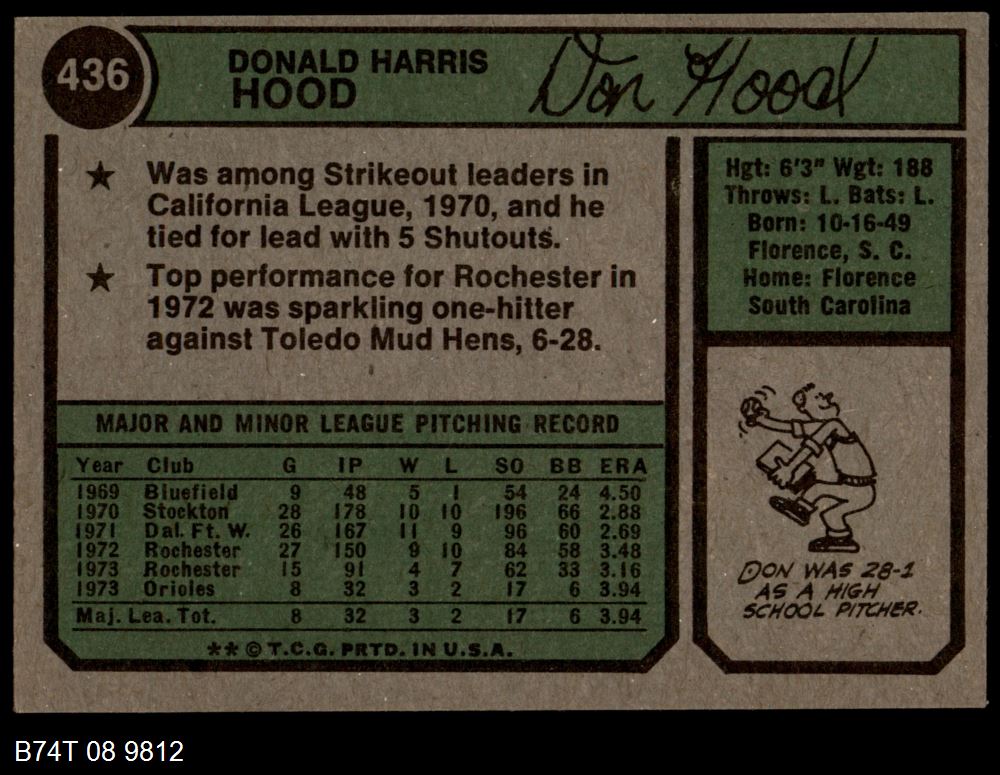 436
DONALD HARRIS
HOOD
Don Hood
★ Was among Strikeout leaders in
California League, 1970, and he
tied for lead with 5 Shutouts.
★ Top performance for Rochester in
1972 was sparkling one-hitter
against Toledo Mud Hens, 6-28.
Hgt: 6'3" Wgt: 188
Throws: L. Bats: L.
Born: 10-16-49
Florence, S. C.
Home: Florence
South Carolina
MAJOR AND MINOR LEAGUE PITCHING RECORD
Year Club G IP W L SO BB ERA
1969 Bluefield 9 48 5 1 54 24 4.50
1970 Stockton 28 178 10 10 196 66 2.88
1971 Dal. Ft. W. 26 167 11 9 96 60 2.69
1972 Rochester 27 150 9 10 84 58 3.48
1973 Rochester 15 91 4 7 62 33 3.16
1973 Orioles 8 32 3 2 17 6 3.94
Maj. Lea. Tot. 8 32 3 2 17 6 3.94
** © T.C.G. PRTD. IN U.S.A.
DON WAS 28-1
AS A HIGH
SCHOOL PITCHER.
B74T 08 9812